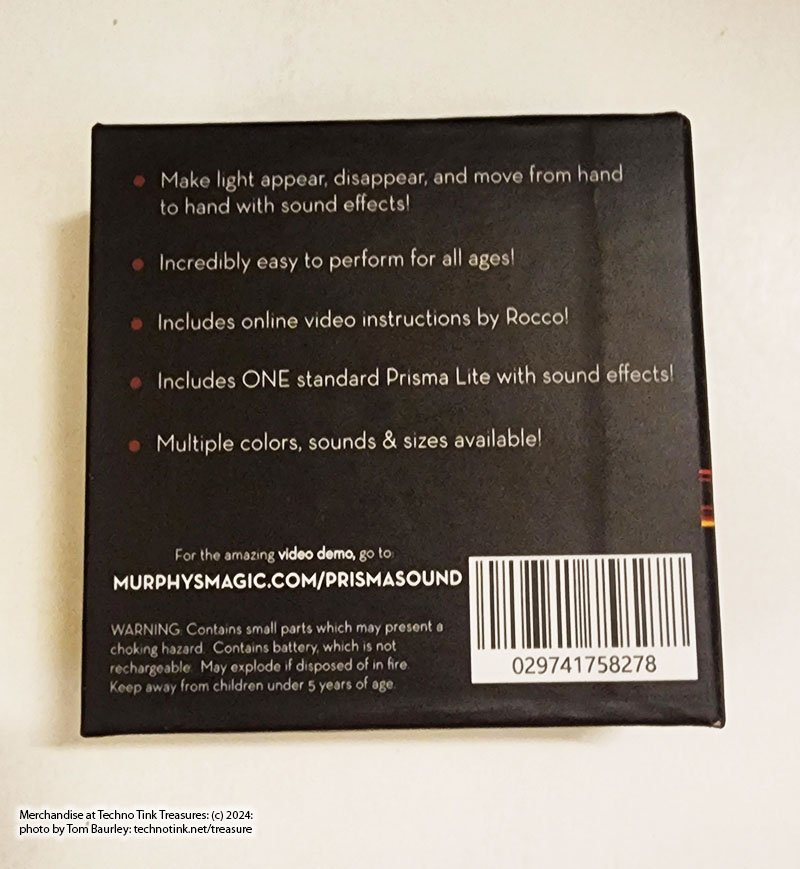 Make light appear, disappear, and move from hand
to hand with sound effects!
Incredibly easy to perform for all ages!
Includes online video instructions by Rocco!
Includes ONE standard Prisma Lite with sound effects!
Multiple colors, sounds & sizes available!
For the amazing video demo, go to:
MURPHYSMAGIC.COM/PRISMASOUND
WARNING: Contains small parts which may present a
choking hazard. Contains battery, which is not
rechargeable. May explode if disposed of in fire.
Keep away from children under 5 years of age.
029741758278
Merchandise at Techno Tink Treasures: (c) 2024:
photo by Tom Baurley: technotink.net/treasure